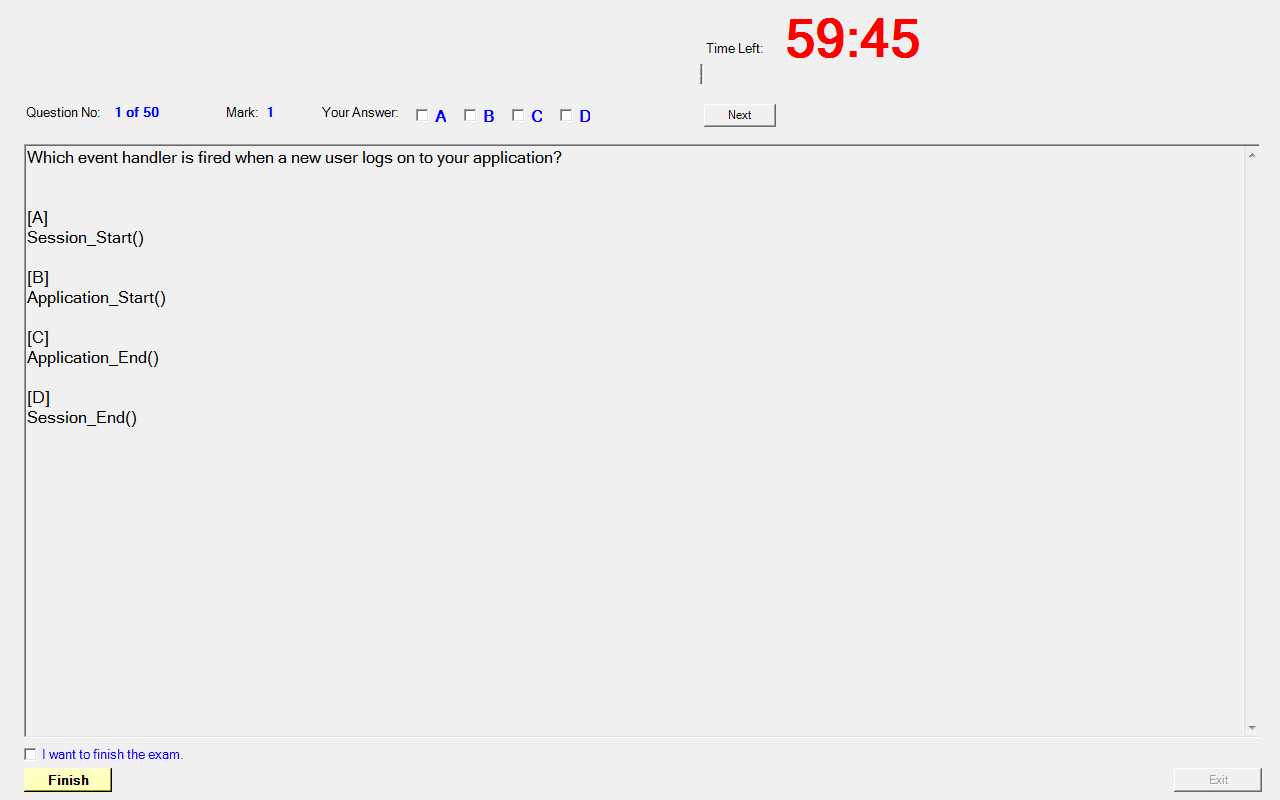 Time Left: 59:45
Question No: 1 of 50 Mark: 1 Your Answer: A B C D Next
Which event handler is fired when a new user logs on to your application?
[A]
Session_Start()
[B]
Application_Start()
[C]
Application_End()
[D]
Session_End()
I want to finish the exam.
Finish Exit